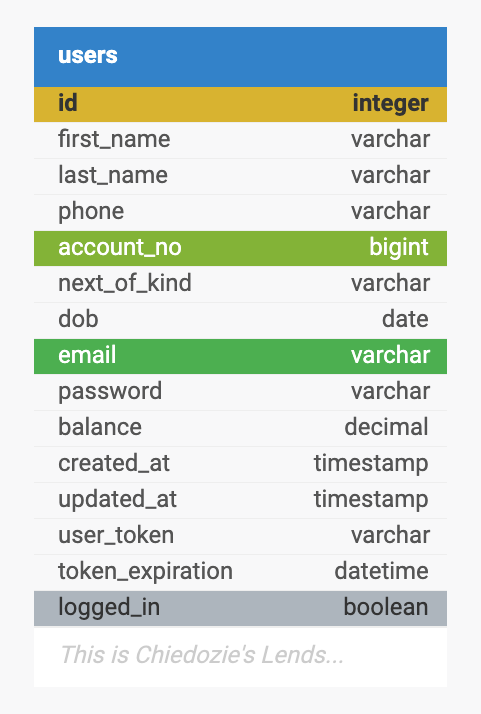 users
id integer
first_name varchar
last_name varchar
phone varchar
account_no bigint
next_of_kind varchar
dob date
email varchar
password varchar
balance decimal
created_at timestamp
updated_at timestamp
user_token varchar
token_expiration datetime
logged_in boolean
This is Chiedozie's Lends...